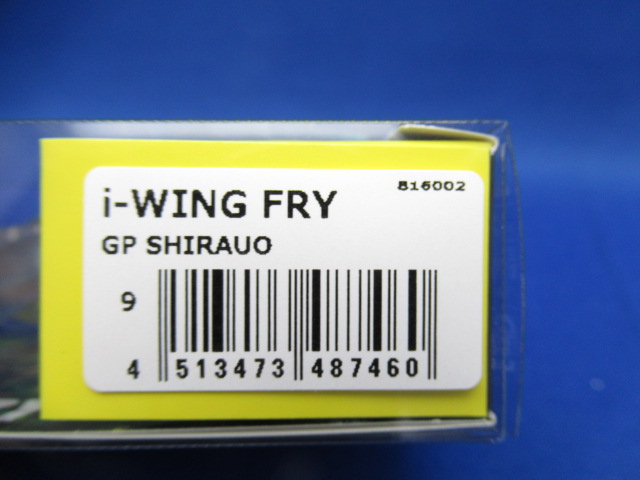 816002
i-WING FRY
GP SHIRAUO
9
4 513473 487460